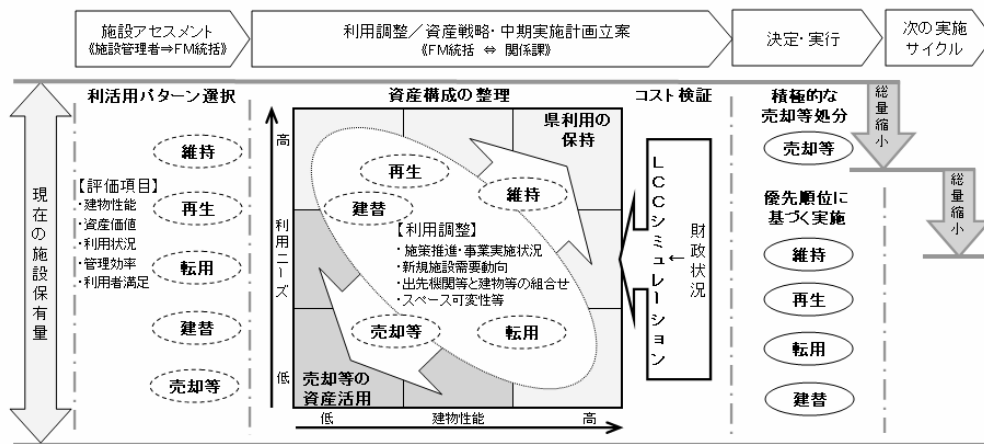 施設アセスメント
《施設管理者⇒FM統括》
利用調整／資産戦略・中期実施計画立案
《FM統括 ⇔ 関係課》
決定・実行
次の実施
サイクル
現在の施設保有量
利活用パターン選択
【評価項目】
・建物性能
・資産価値
・利用状況
・管理効率
・利用者満足
維持
再生
転用
建替
売却等
資産構成の整理
高
利用ニーズ
低
県利用の
保持
再生
維持
建替
【利用調整】
・施策推進・事業実施状況
・新規施設需要動向
・出先機関等と建物等の組合せ
・スペース可変性等
売却等
転用
売却等の
資産活用
低
建物性能
高
コスト検証
LCCシミュレーション
←
財政状況
積極的な
売却等処分
売却等
優先順位に
基づく実施
維持
再生
転用
建替
総量縮小
総量縮小